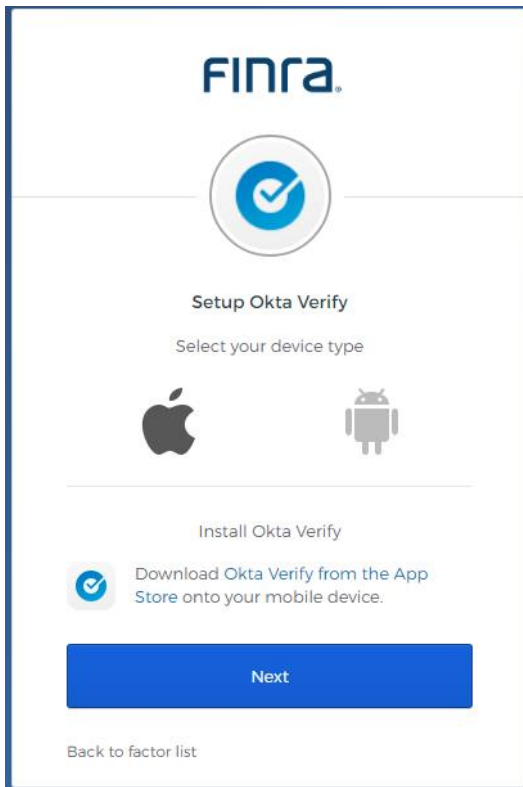 FINRA.
Setup Okta Verify
Select your device type
Install Okta Verify
Download Okta Verify from the App
Store onto your mobile device.
Next
Back to factor list